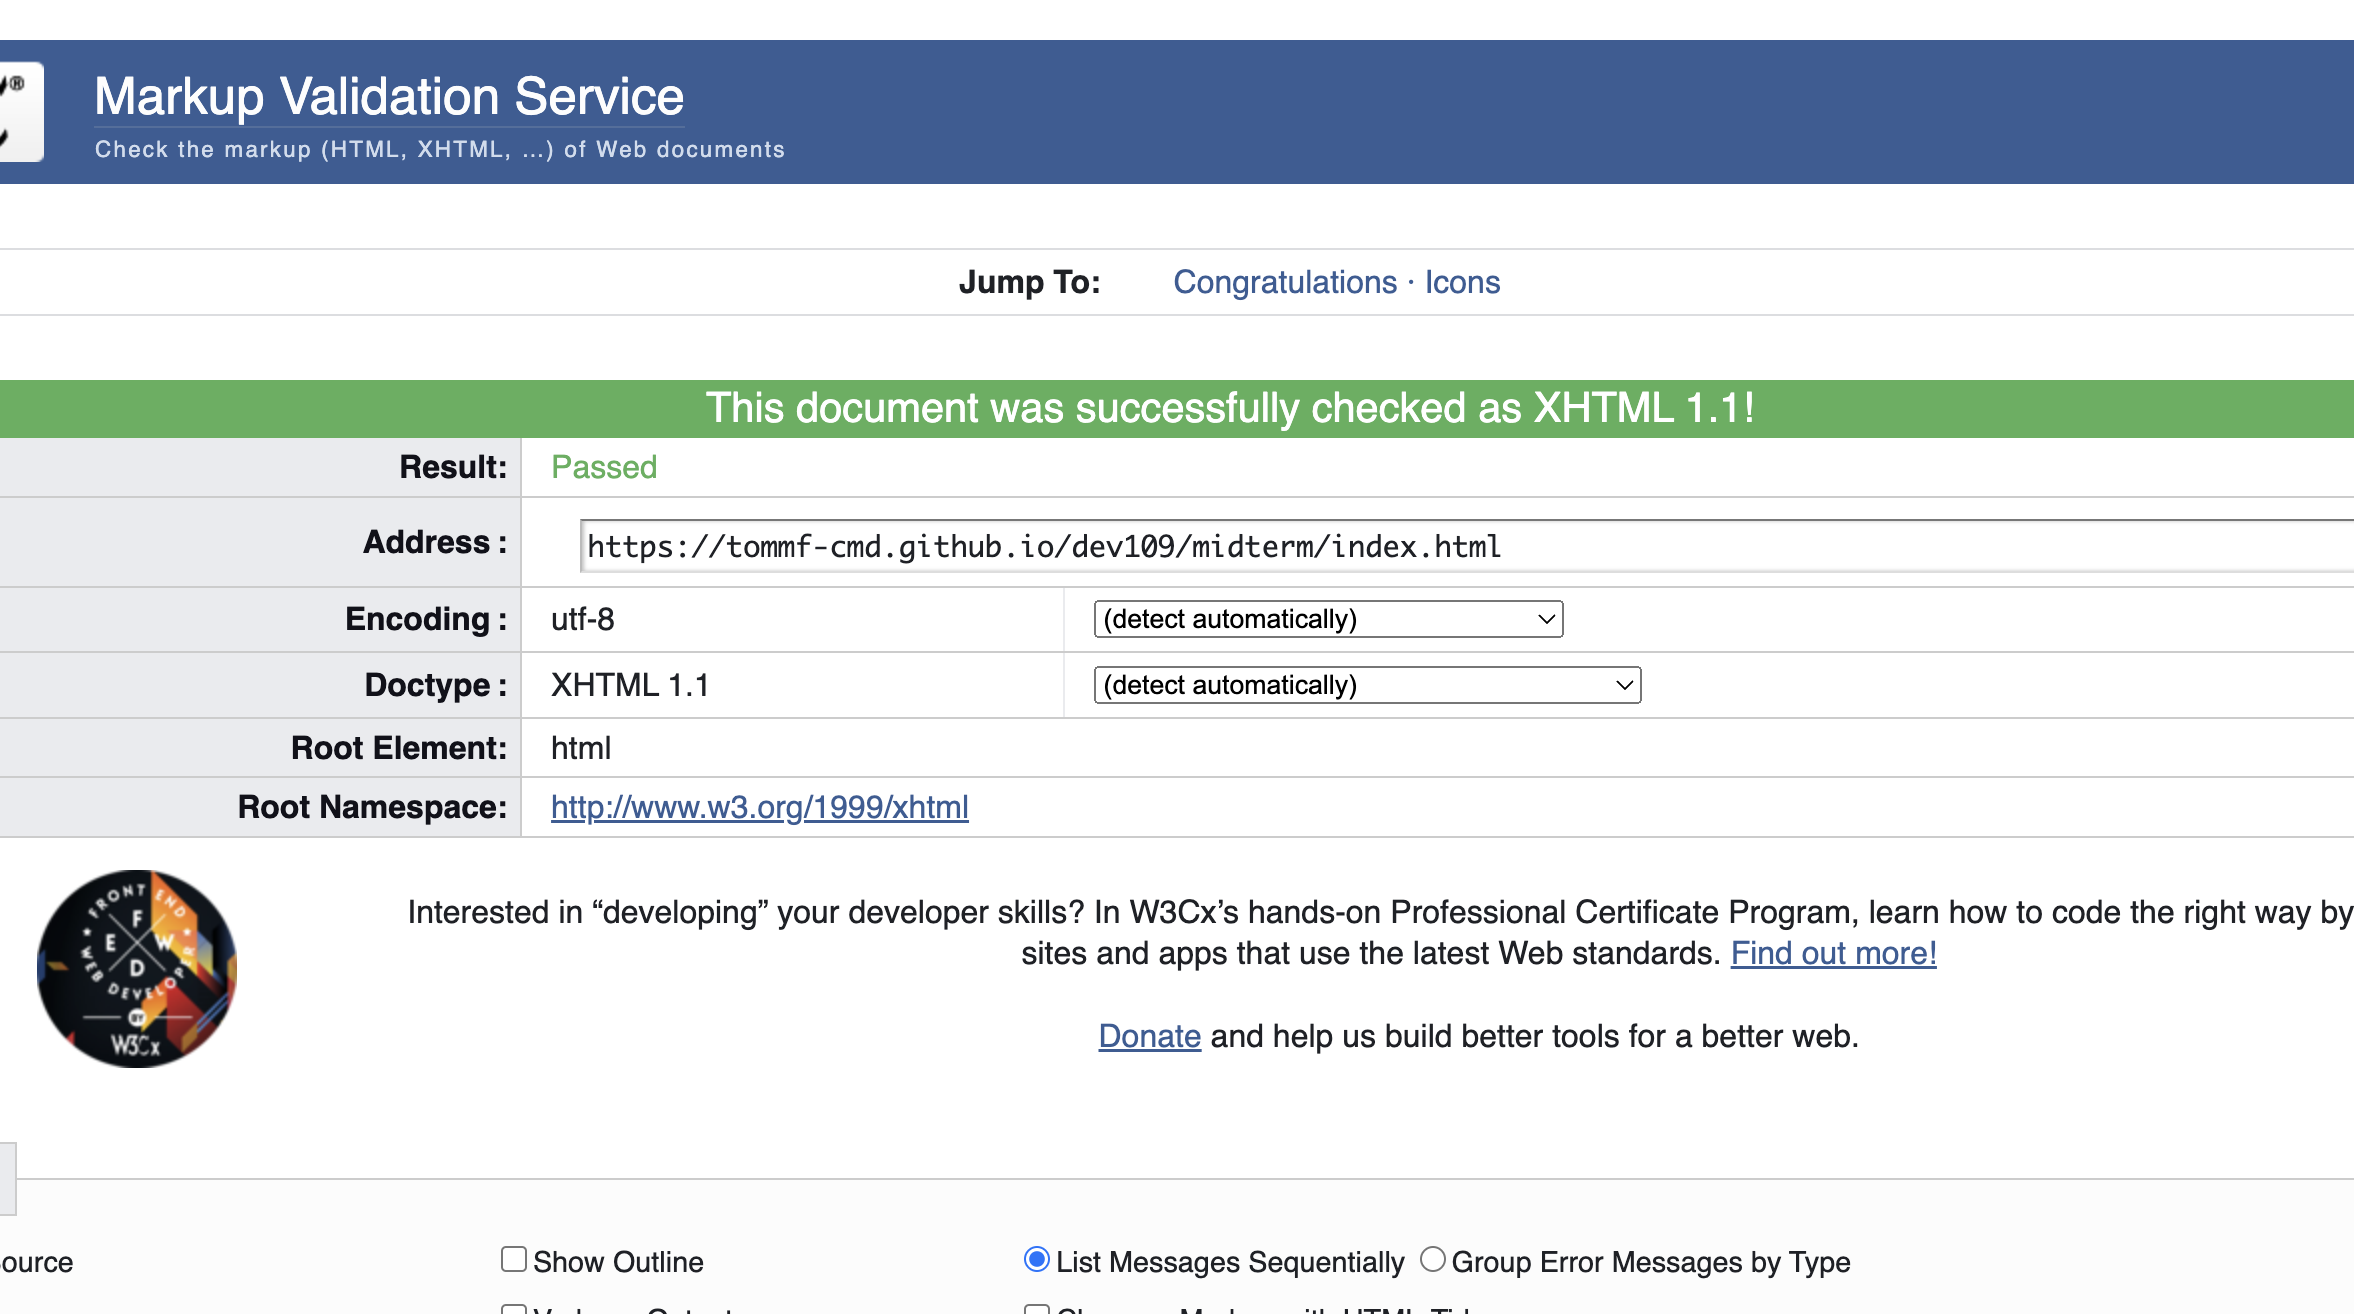 Markup Validation Service
Check the markup (HTML, XHTML, ...) of Web documents
Jump To: Congratulations · Icons
This document was successfully checked as XHTML 1.1!
Result: Passed
Address : https://tommf-cmd.github.io/dev109/midterm/index.html
Encoding : utf-8 (detect automatically)
Doctype : XHTML 1.1 (detect automatically)
Root Element: html
Root Namespace: http://www.w3.org/1999/xhtml
FRONT END
F E W D
WEB DEVELOPER
BY
W3Cx
Interested in “developing” your developer skills? In W3Cx’s hands-on Professional Certificate Program, learn how to code the right way by
sites and apps that use the latest Web standards. Find out more!
Donate and help us build better tools for a better web.
ource Show Outline List Messages Sequentially Group Error Messages by Type